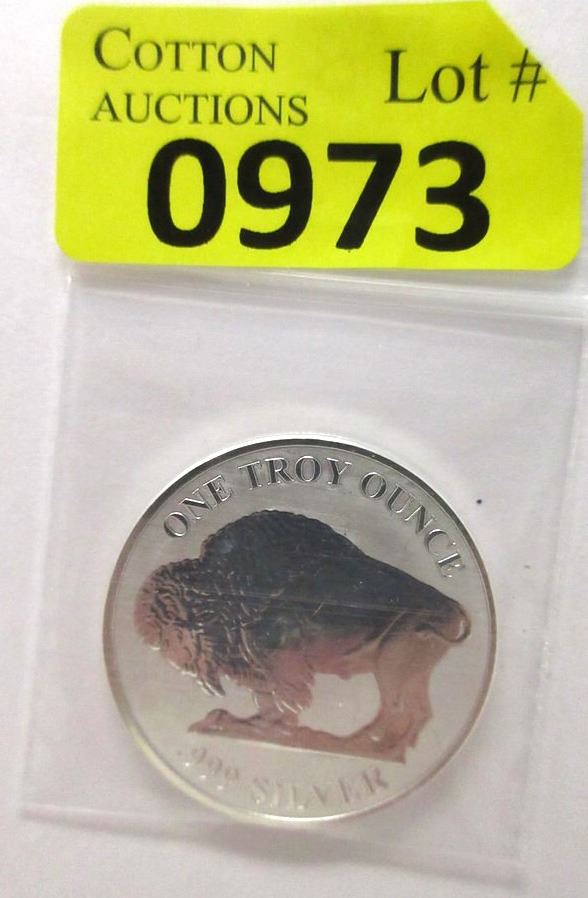 COTTON
AUCTIONS
Lot #
0973
ONE TROY OUNCE
.999 SILVER